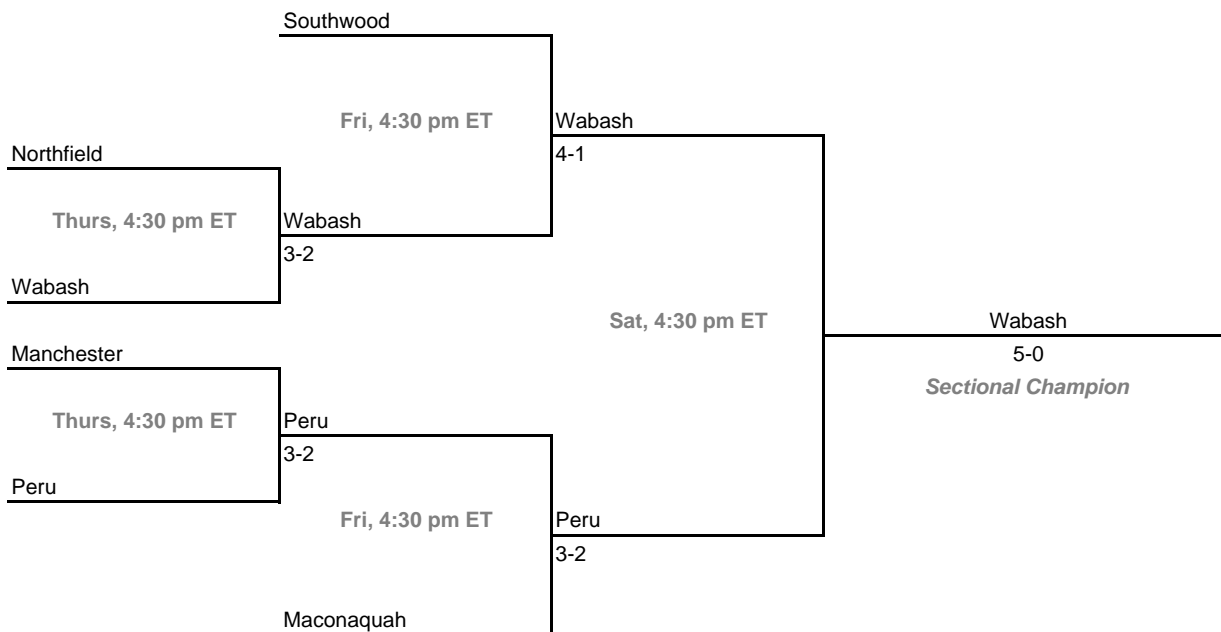 Southwood
Fri, 4:30 pm ET
Wabash
4-1
Northfield
Thurs, 4:30 pm ET
Wabash
3-2
Wabash
Sat, 4:30 pm ET
Wabash
5-0
Sectional Champion
Manchester
Thurs, 4:30 pm ET
Peru
3-2
Peru
Fri, 4:30 pm ET
Peru
3-2
Maconaquah